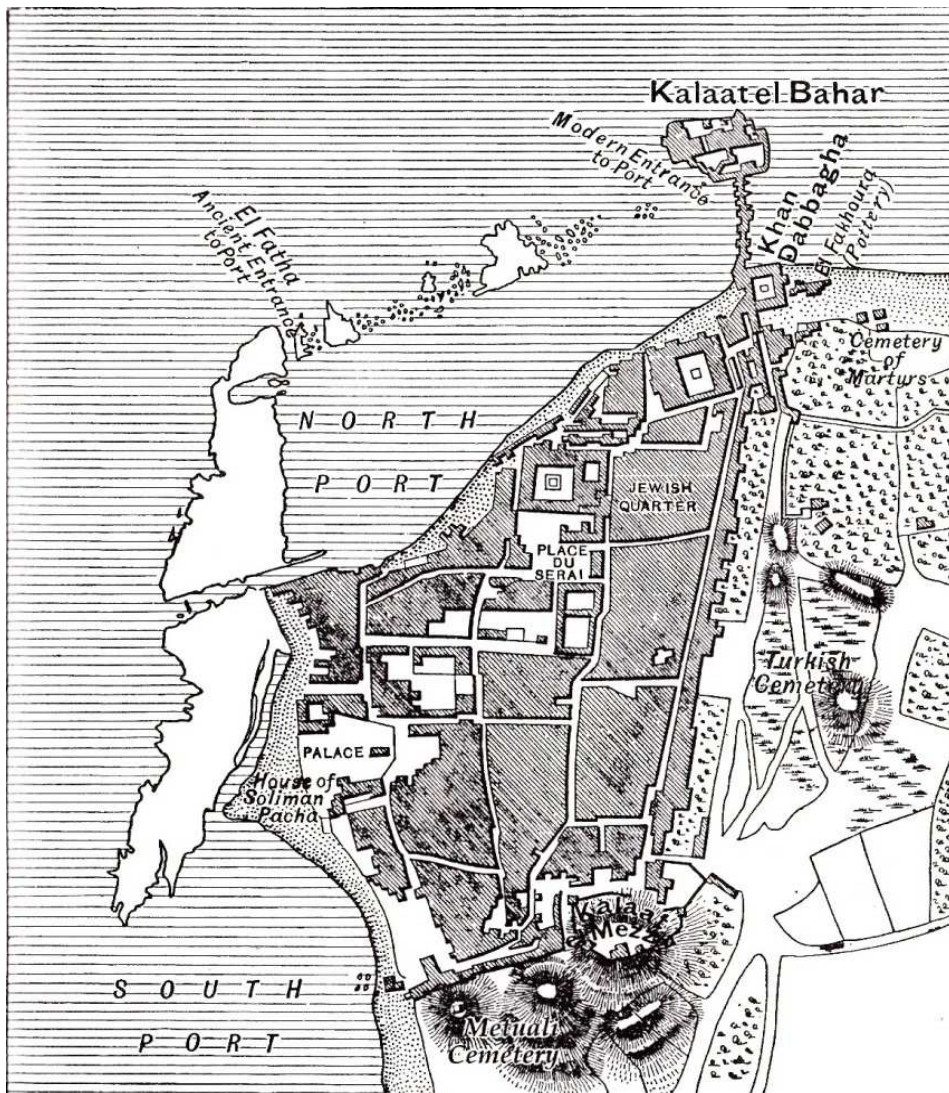 Kalaat el Bahar
Modern Entrance
to Port
Khan
Dabbagha
El Fakhoura
(Pottery)
El Fatha
Ancient Entrance
to Port
Cemetery
of
Martyrs
NORTH
PORT
JEWISH
QUARTER
PLACE
DU
SERAI
Turkish
Cemetery
PALACE
House of
Soliman
Pacha
Mezza
SOUTH
PORT
Metuali
Cemetery